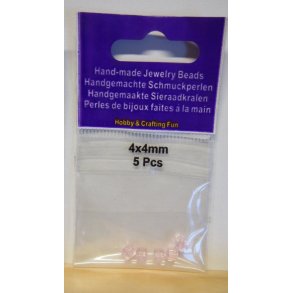 Hand-made Jewelry Beads
Handgemachte Schmuckperlen
Handgemaakte Sieraadkralen
Perles de bijoux faites a la main
Hobby & Crafting Fun
4x4mm
5 Pcs